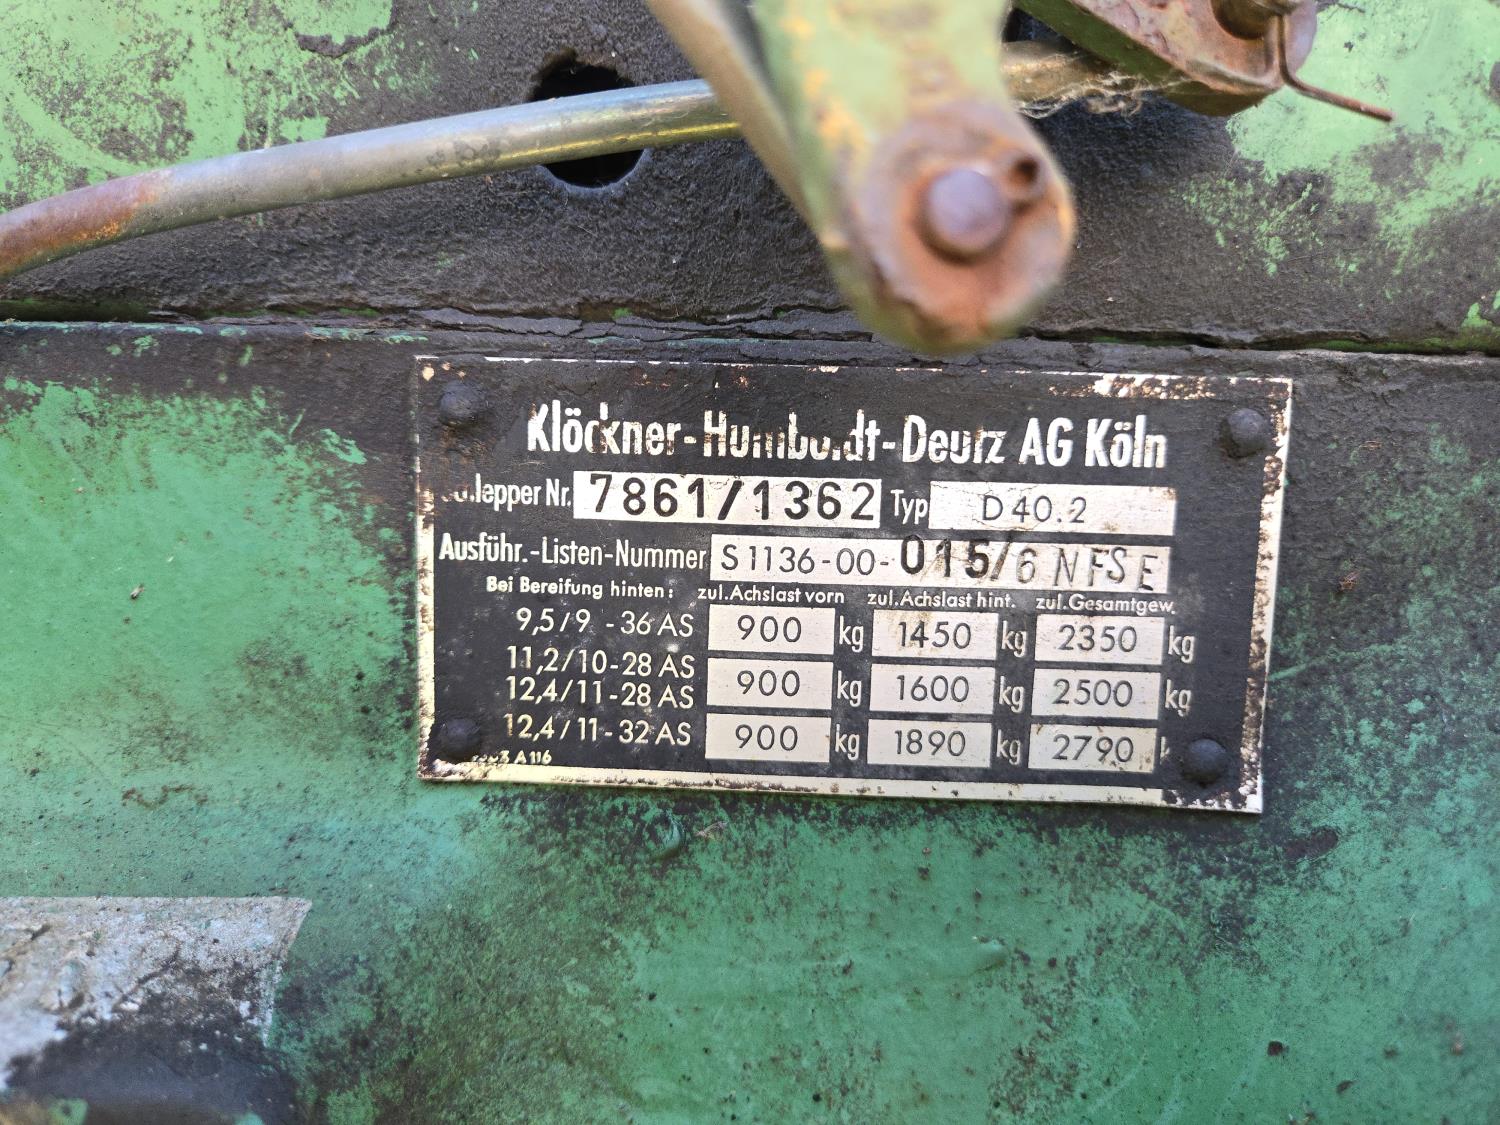 Klöckner-Humboldt-Deutz AG Köln
Schlepper Nr. 7861/1362 Typ D 40.2
Ausführ.-Listen-Nummer S 1136-00-015/6 NFSE
Bei Bereifung hinten: zul.Achslast vorn zul.Achslast hint. zul.Gesamtgew.
9,5/9 - 36 AS 900 kg 1450 kg 2350 kg
11,2/10-28 AS
12,4/11-28 AS 900 kg 1600 kg 2500 kg
12,4/11-32 AS 900 kg 1890 kg 2790 k
A 116